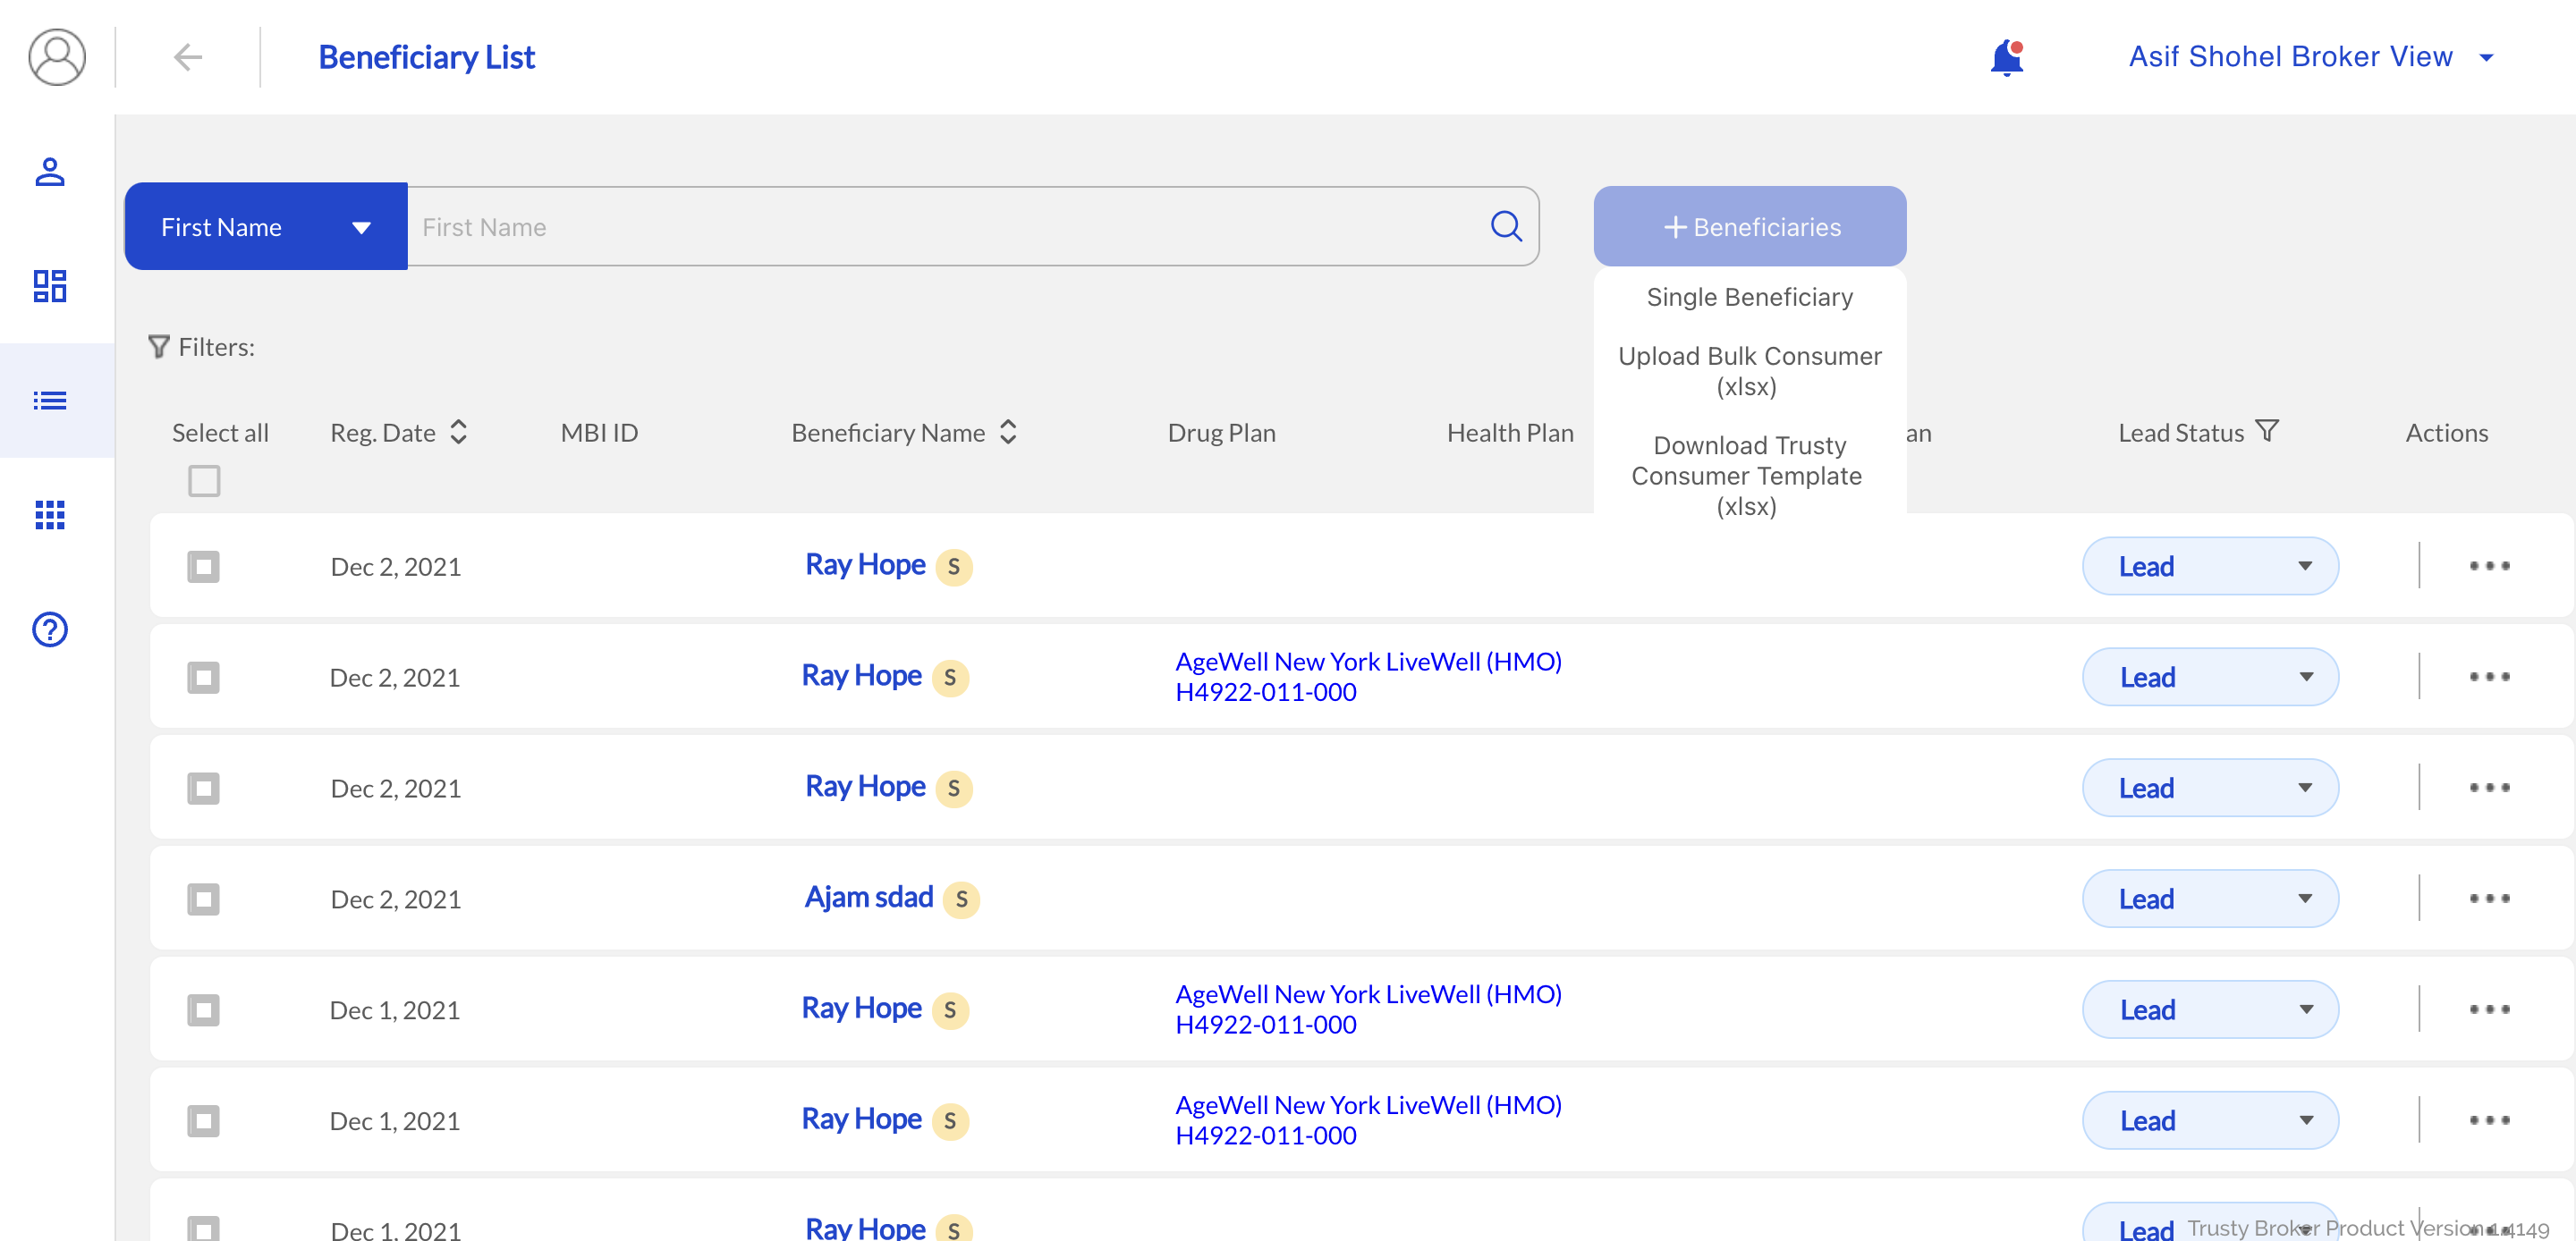 Beneficiary List
Asif Shohel Broker View
First Name
First Name
+ Beneficiaries
Single Beneficiary
Upload Bulk Consumer
(xlsx)
Download Trusty
Consumer Template
(xlsx)
Filters:
Select all Reg. Date MBI ID Beneficiary Name Drug Plan Health Plan an Lead Status Actions
Dec 2, 2021 Ray Hope S Lead
Dec 2, 2021 Ray Hope S AgeWell New York LiveWell (HMO)
H4922-011-000 Lead
Dec 2, 2021 Ray Hope S Lead
Dec 2, 2021 Ajam sdad S Lead
Dec 1, 2021 Ray Hope S AgeWell New York LiveWell (HMO)
H4922-011-000 Lead
Dec 1, 2021 Ray Hope S AgeWell New York LiveWell (HMO)
H4922-011-000 Lead
Dec 1, 2021 Ray Hope S Lead
Trusty Broker Product Version